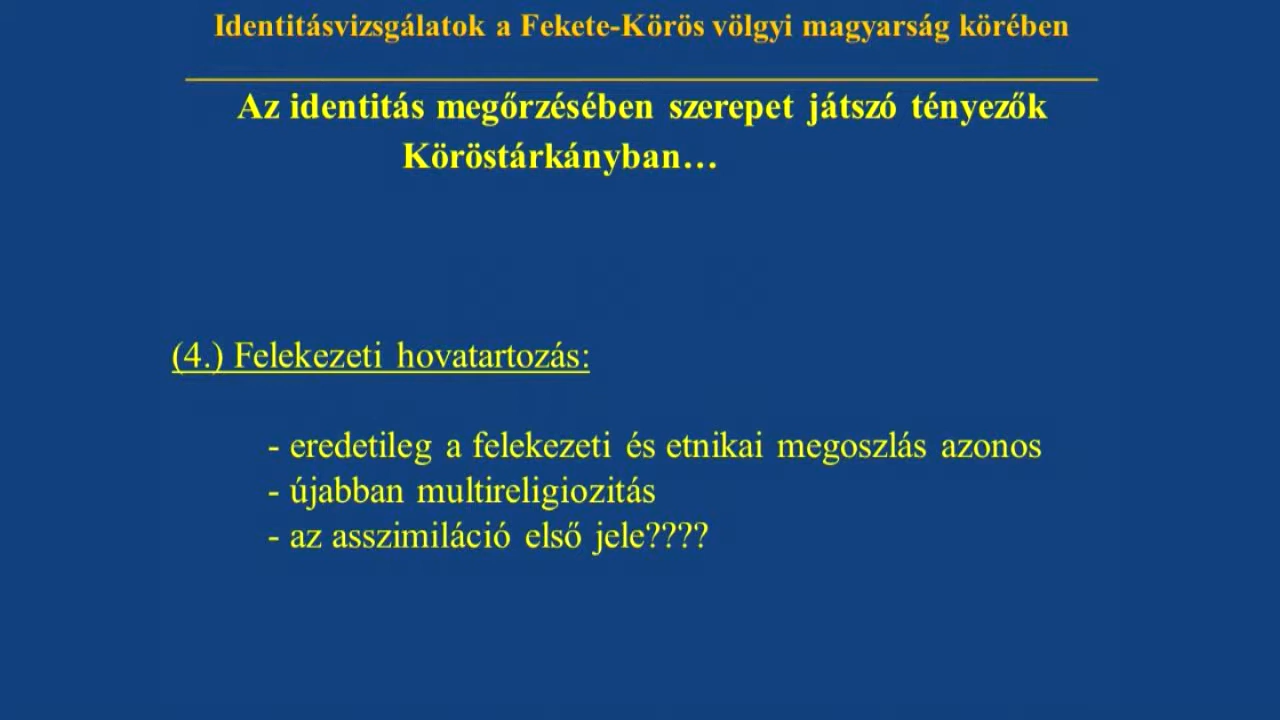 Identitásvizsgálatok a Fekete-Körös völgyi magyarság körében
Az identitás megőrzésében szerepet játszó tényezők
Köröstárkányban…
(4.) Felekezeti hovatartozás:
- eredetileg a felekezeti és etnikai megoszlás azonos
- újabban multireligiozitás
- az asszimiláció első jele????